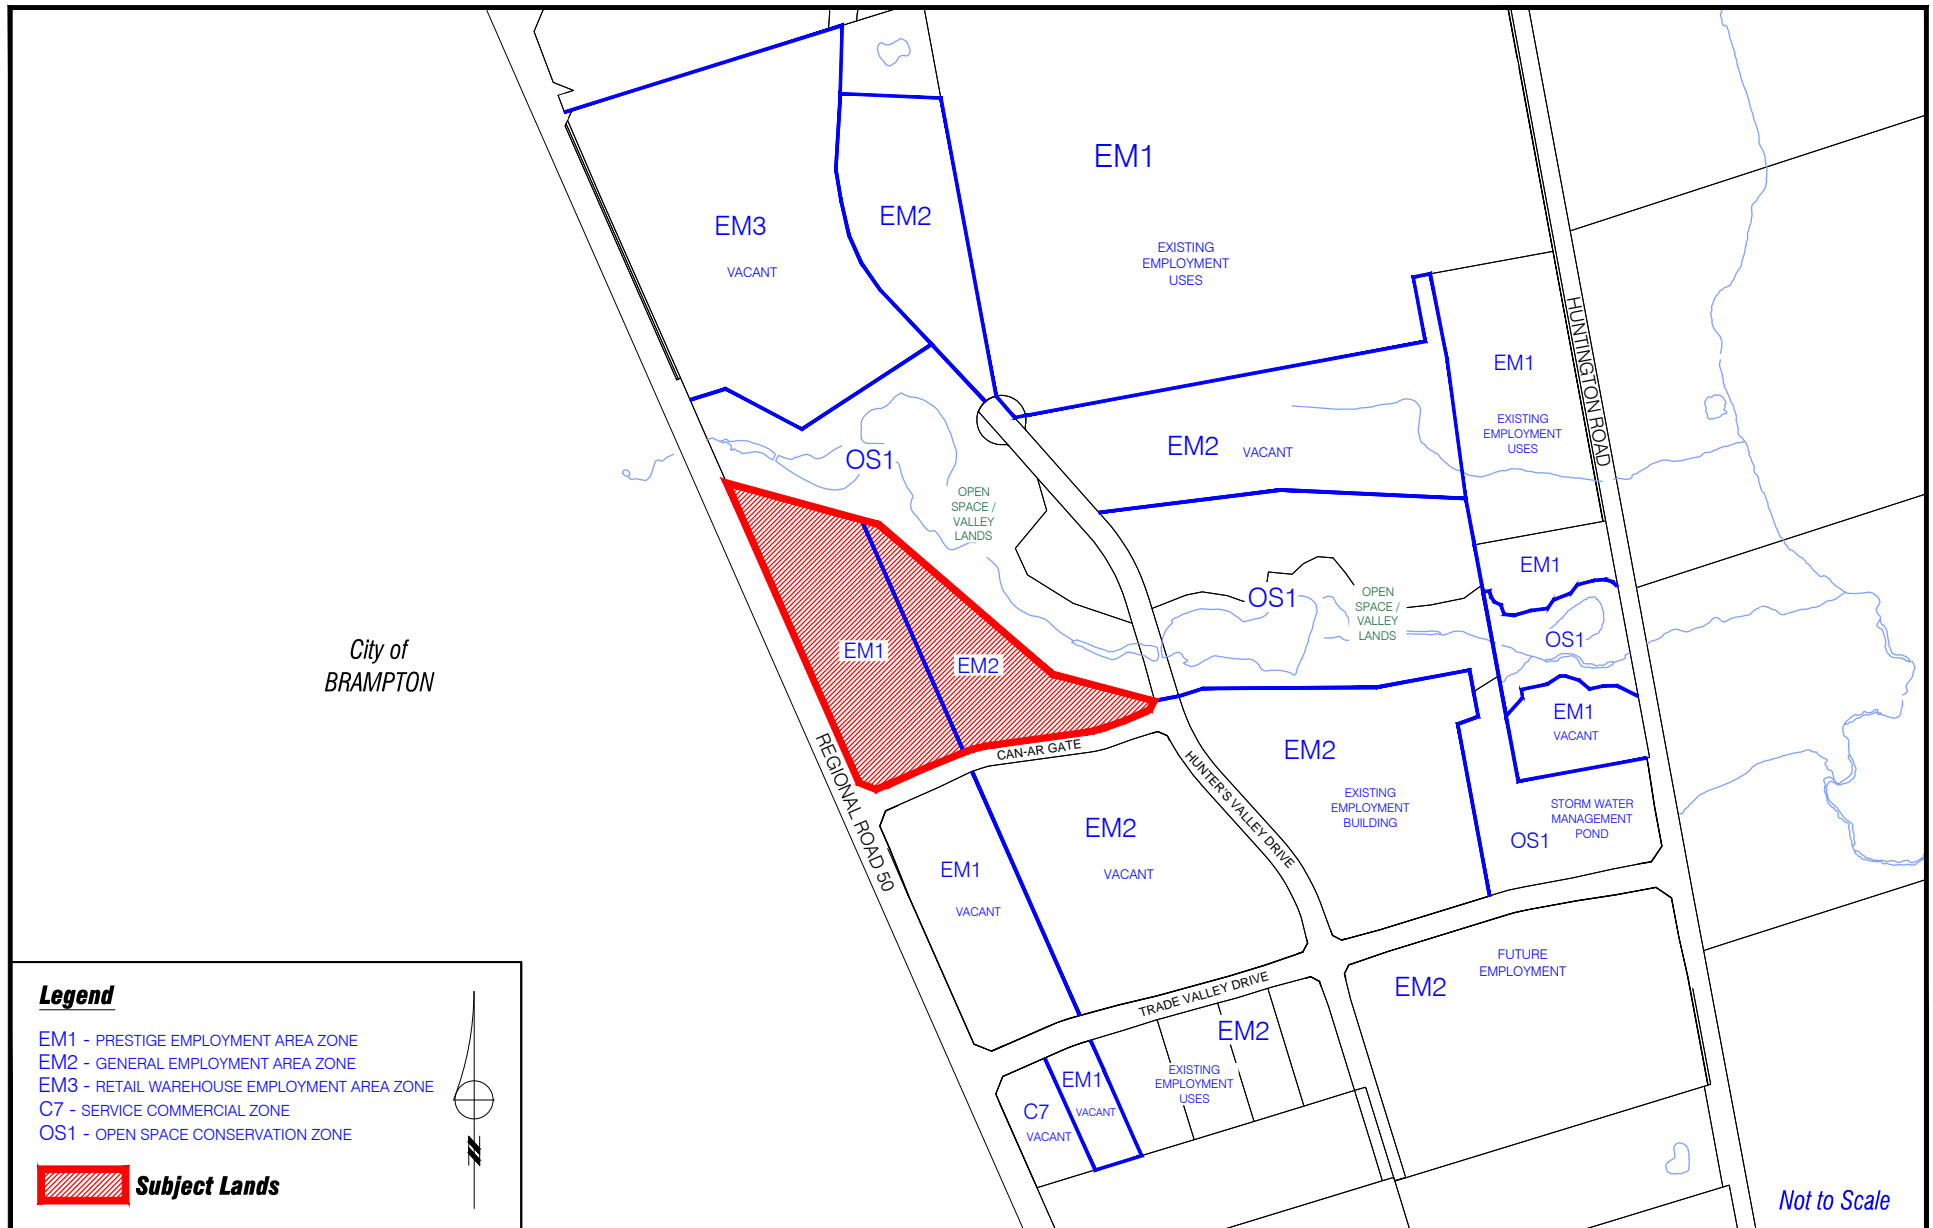 EM1
EM2
EM3
VACANT
EXISTING
EMPLOYMENT
USES
HUNTINGTON ROAD
EM1
EXISTING
EMPLOYMENT
USES
EM2 VACANT
OS1
OPEN
SPACE /
VALLEY
LANDS
EM1
OS1
OPEN
SPACE /
VALLEY
LANDS
OS1
City of
BRAMPTON
EM1
EM2
EM1
VACANT
CAN-AR GATE
REGIONAL ROAD 50
HUNTER'S VALLEY DRIVE
EM2
EXISTING
EMPLOYMENT
BUILDING
STORM WATER
MANAGEMENT
POND
OS1
EM2
VACANT
EM1
VACANT
FUTURE
EMPLOYMENT
EM2
TRADE VALLEY DRIVE
EM2
EXISTING
EMPLOYMENT
USES
EM1
VACANT
C7
VACANT
Legend
EM1 - PRESTIGE EMPLOYMENT AREA ZONE
EM2 - GENERAL EMPLOYMENT AREA ZONE
EM3 - RETAIL WAREHOUSE EMPLOYMENT AREA ZONE
C7 - SERVICE COMMERCIAL ZONE
OS1 - OPEN SPACE CONSERVATION ZONE
N
Subject Lands
Not to Scale